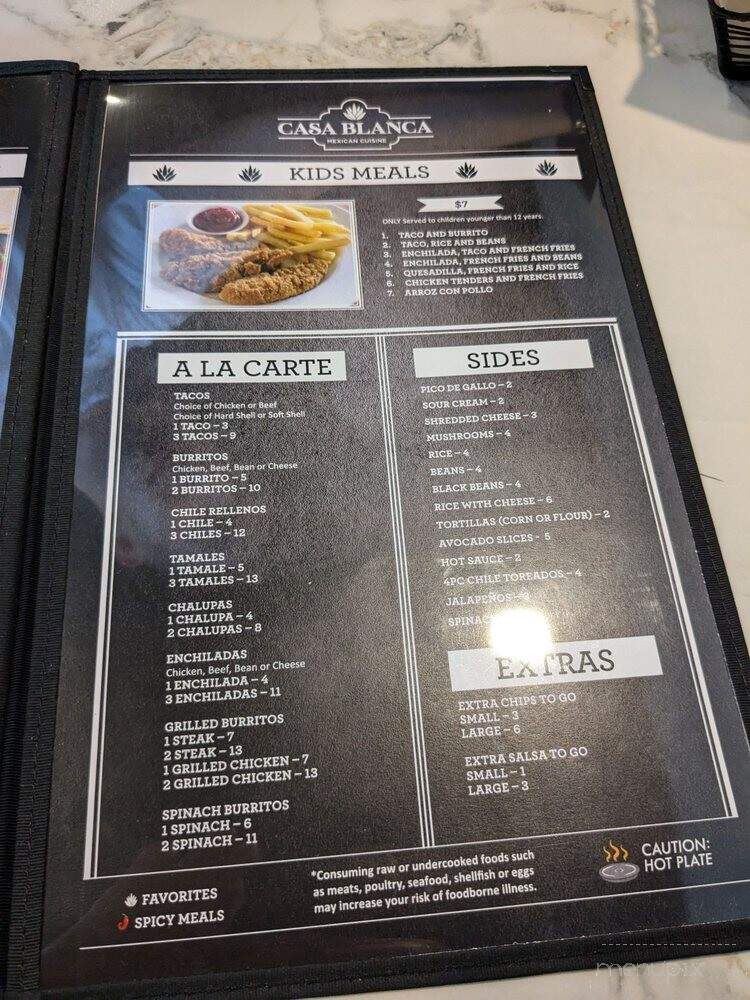 CASA BLANCA
MEXICAN CUISINE
KIDS MEALS
$7
ONLY Served to children younger than 12 years.
1. TACO AND BURRITO
2. TACO, RICE AND BEANS
3. ENCHILADA, TACO AND FRENCH FRIES
4. ENCHILADA, FRENCH FRIES AND BEANS
5. QUESADILLA, FRENCH FRIES AND RICE
6. CHICKEN TENDERS AND FRENCH FRIES
7. ARROZ CON POLLO
A LA CARTE
TACOS
Choice of Chicken or Beef
Choice of Hard Shell or Soft Shell
1 TACO – 3
3 TACOS – 9
BURRITOS
Chicken, Beef, Bean or Cheese
1 BURRITO – 5
2 BURRITOS – 10
CHILE RELLENOS
1 CHILE – 4
3 CHILES – 12
TAMALES
1 TAMALE – 5
3 TAMALES – 13
CHALUPAS
1 CHALUPA – 4
2 CHALUPAS – 8
ENCHILADAS
Chicken, Beef, Bean or Cheese
1 ENCHILADA – 4
3 ENCHILADAS – 11
GRILLED BURRITOS
1 STEAK – 7
2 STEAK – 13
1 GRILLED CHICKEN – 7
2 GRILLED CHICKEN – 13
SPINACH BURRITOS
1 SPINACH – 6
2 SPINACH – 11
SIDES
PICO DE GALLO – 2
SOUR CREAM – 2
SHREDDED CHEESE – 3
MUSHROOMS – 4
RICE – 4
BEANS – 4
BLACK BEANS – 4
RICE WITH CHEESE – 6
TORTILLAS (CORN OR FLOUR) – 2
AVOCADO SLICES - 5
HOT SAUCE – 2
4PC CHILE TOREADOS – 4
JALAPEÑOS –
EXTRAS
EXTRA CHIPS TO GO
SMALL – 3
LARGE – 6
EXTRA SALSA TO GO
SMALL – 1
LARGE – 3
FAVORITES
SPICY MEALS
*Consuming raw or undercooked foods such
as meats, poultry, seafood, shellfish or eggs
may increase your risk of foodborne illness.
CAUTION:
HOT PLATE
menupix